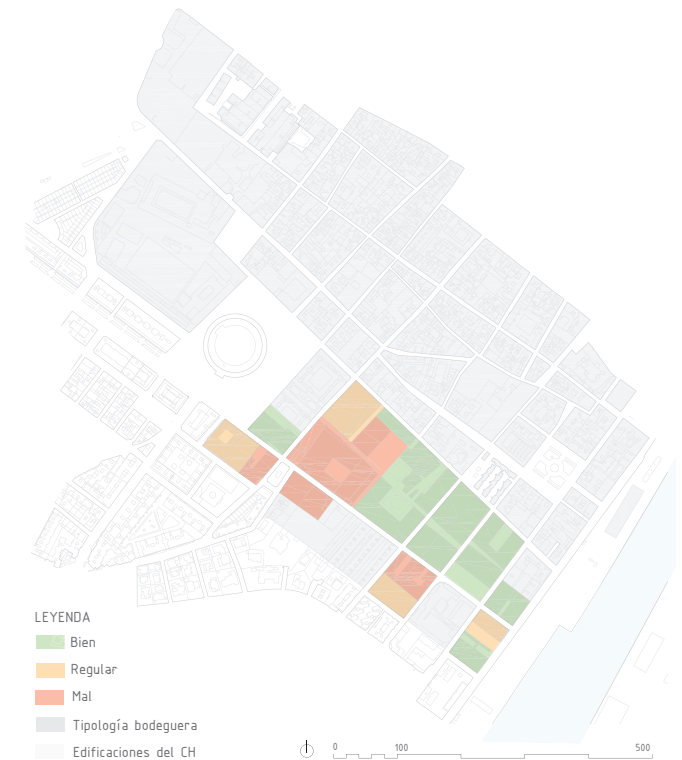 LEYENDA
Bien
Regular
Mal
Tipología bodeguera
Edificaciones del CH
0 100 500